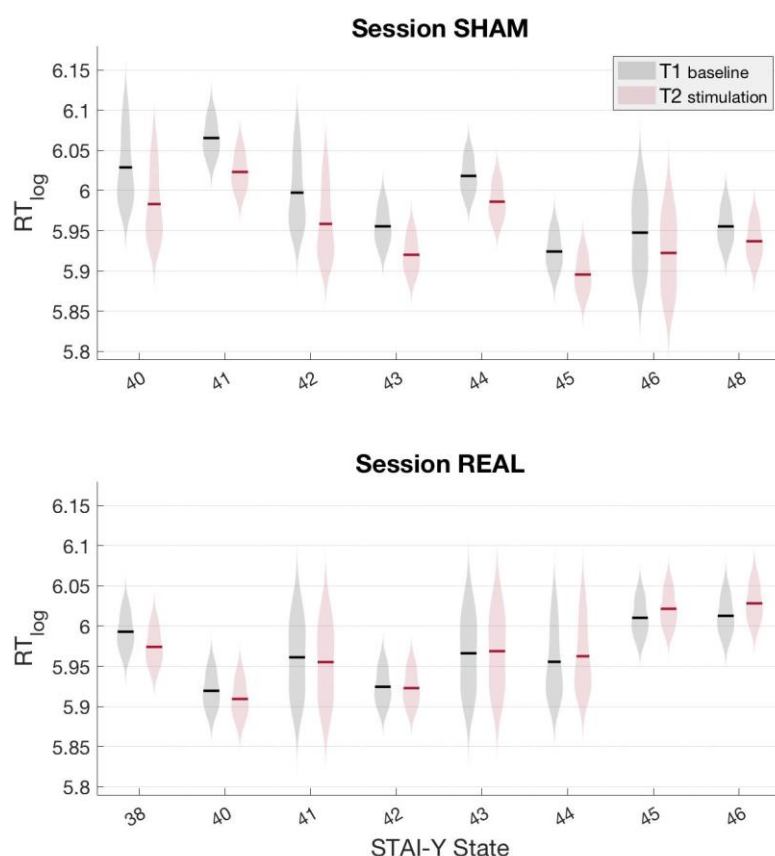 Session SHAM
T1 baseline
T2 stimulation
RTlog
6.15
6.1
6.05
6
5.95
5.9
5.85
5.8
40 41 42 43 44 45 46 48
Session REAL
RTlog
6.15
6.1
6.05
6
5.95
5.9
5.85
5.8
38 40 41 42 43 44 45 46
STAI-Y State